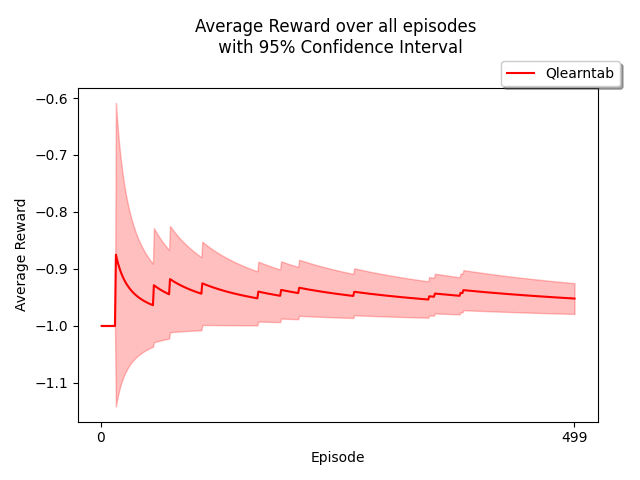 Average Reward over all episodes
with 95% Confidence Interval
Qlearntab
−0.6
−0.7
−0.8
−0.9
−1.0
−1.1
Average Reward
0
499
Episode